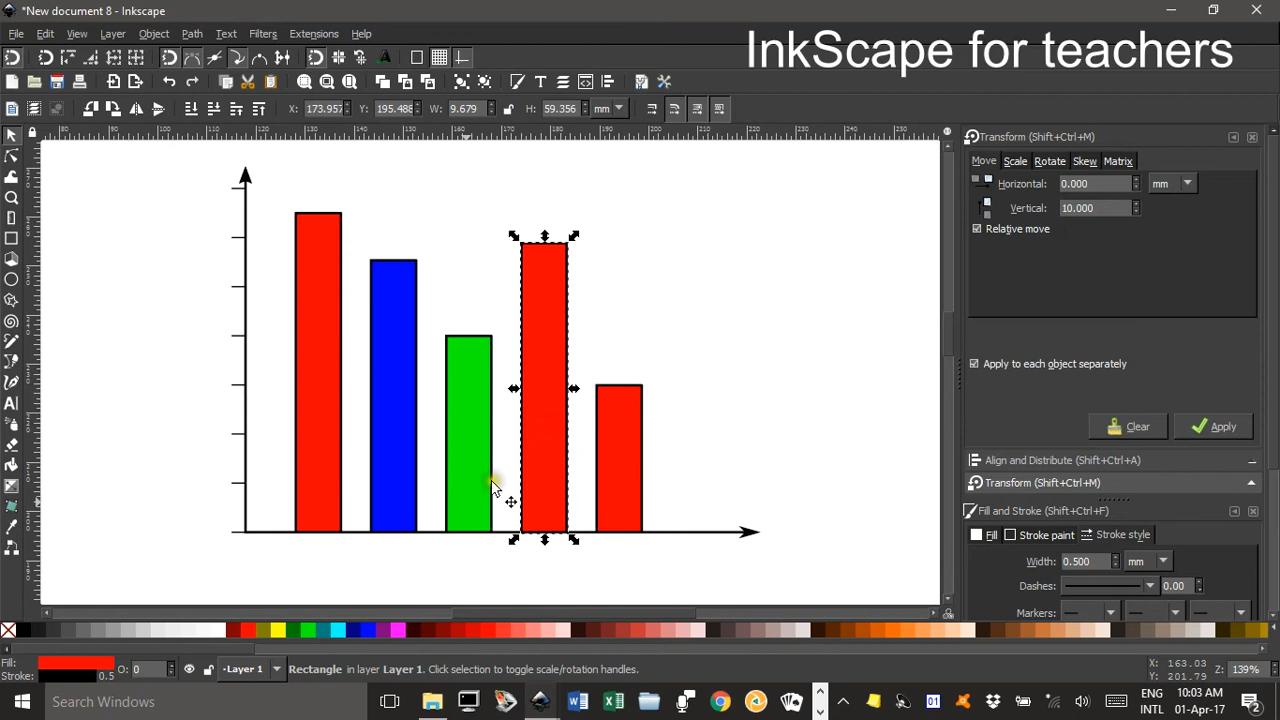 *New document 8 - Inkscape
File Edit View Layer Object Path Text Filters Extensions Help
InkScape for teachers
X: 173.957 Y: 195.488 W: 9.679 H: 59.356 mm
Transform (Shift+Ctrl+M)
Move Scale Rotate Skew Matrix
Horizontal: 0.000 mm
Vertical: 10.000
Relative move
Apply to each object separately
Clear Apply
Align and Distribute (Shift+Ctrl+A)
Transform (Shift+Ctrl+M)
Fill and Stroke (Shift+Ctrl+F)
Fill Stroke paint Stroke style
Width: 0.500 mm
Dashes: 0.00
Markers:
Fill:
Stroke: 0.5
O: 0
Layer 1
Rectangle in layer Layer 1. Click selection to toggle scale/rotation handles.
X: 163.03
Y: 201.79
Z: 139%
Search Windows
01
ENG
INTL
10:03 AM
01-Apr-17
2